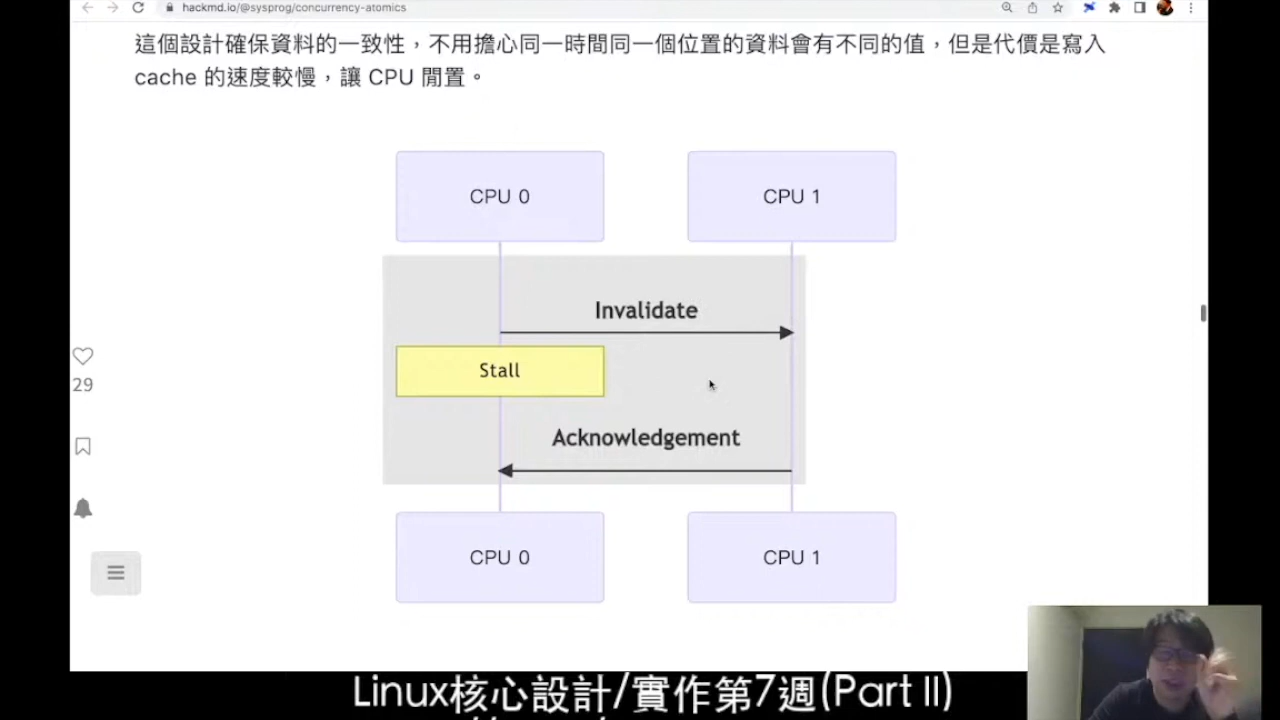 hackmd.io/@sysprog/concurrency-atomics
這個設計確保資料的一致性，不用擔心同一時間同一個位置的資料會有不同的值，但是代價是寫入
cache 的速度較慢，讓 CPU 閒置。
CPU 0
CPU 1
Invalidate
Stall
29
Acknowledgement
CPU 0
CPU 1
Linux核心設計/實作第7週(Part II)